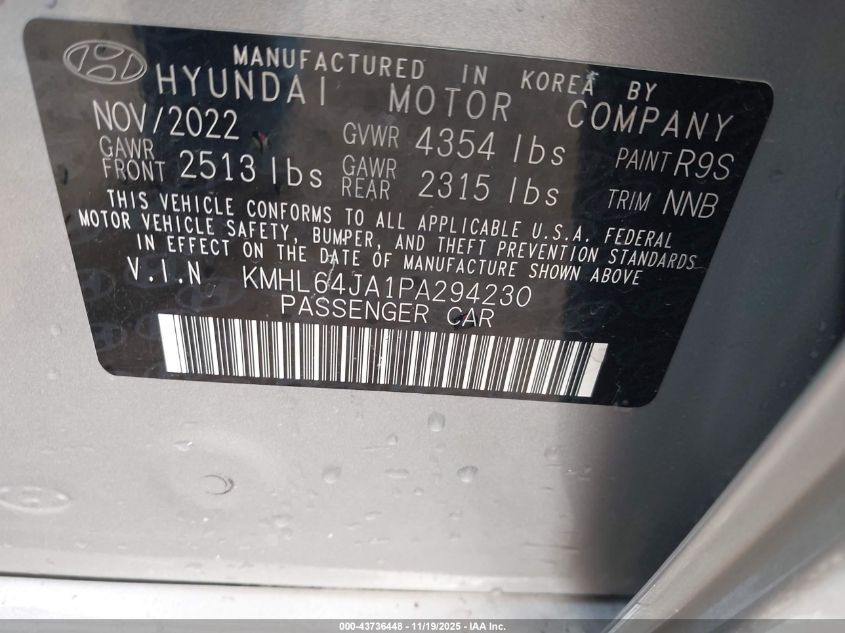 MANUFACTURED IN KOREA BY
HYUNDAI MOTOR COMPANY
NOV/2022 GVWR 4354 lbs PAINT R9S
GAWR FRONT 2513 lbs GAWR REAR 2315 lbs TRIM NNB
THIS VEHICLE CONFORMS TO ALL APPLICABLE U.S.A. FEDERAL
MOTOR VEHICLE SAFETY, BUMPER, AND THEFT PREVENTION STANDARDS
IN EFFECT ON THE DATE OF MANUFACTURE SHOWN ABOVE
V.I.N KMHL64JA1PA294230
PASSENGER CAR
000-43736448 - 11/19/2025 - IAA Inc.